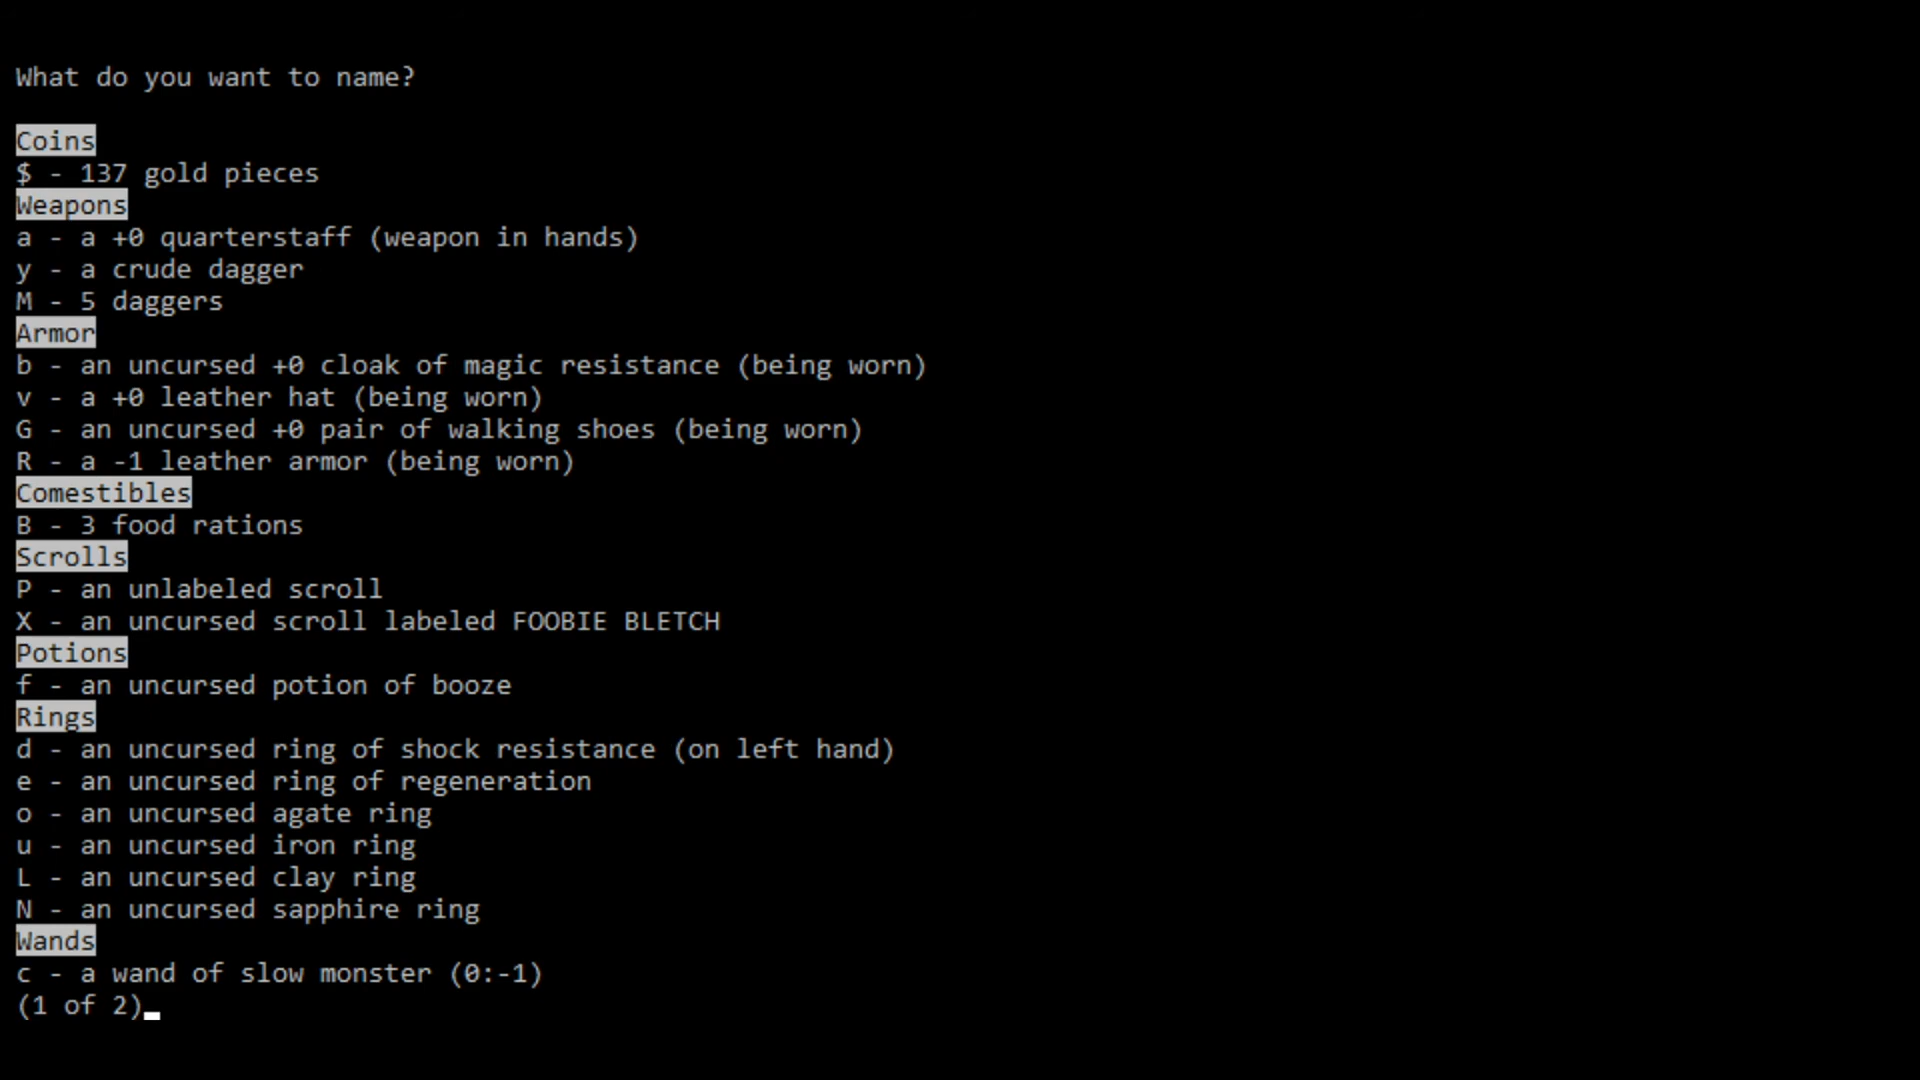 What do you want to name?
Coins
$ - 137 gold pieces
Weapons
a - a +0 quarterstaff (weapon in hands)
y - a crude dagger
M - 5 daggers
Armor
b - an uncursed +0 cloak of magic resistance (being worn)
v - a +0 leather hat (being worn)
G - an uncursed +0 pair of walking shoes (being worn)
R - a -1 leather armor (being worn)
Comestibles
B - 3 food rations
Scrolls
P - an unlabeled scroll
X - an uncursed scroll labeled FOOBIE BLETCH
Potions
f - an uncursed potion of booze
Rings
d - an uncursed ring of shock resistance (on left hand)
e - an uncursed ring of regeneration
o - an uncursed agate ring
u - an uncursed iron ring
L - an uncursed clay ring
N - an uncursed sapphire ring
Wands
c - a wand of slow monster (0:-1)
(1 of 2)